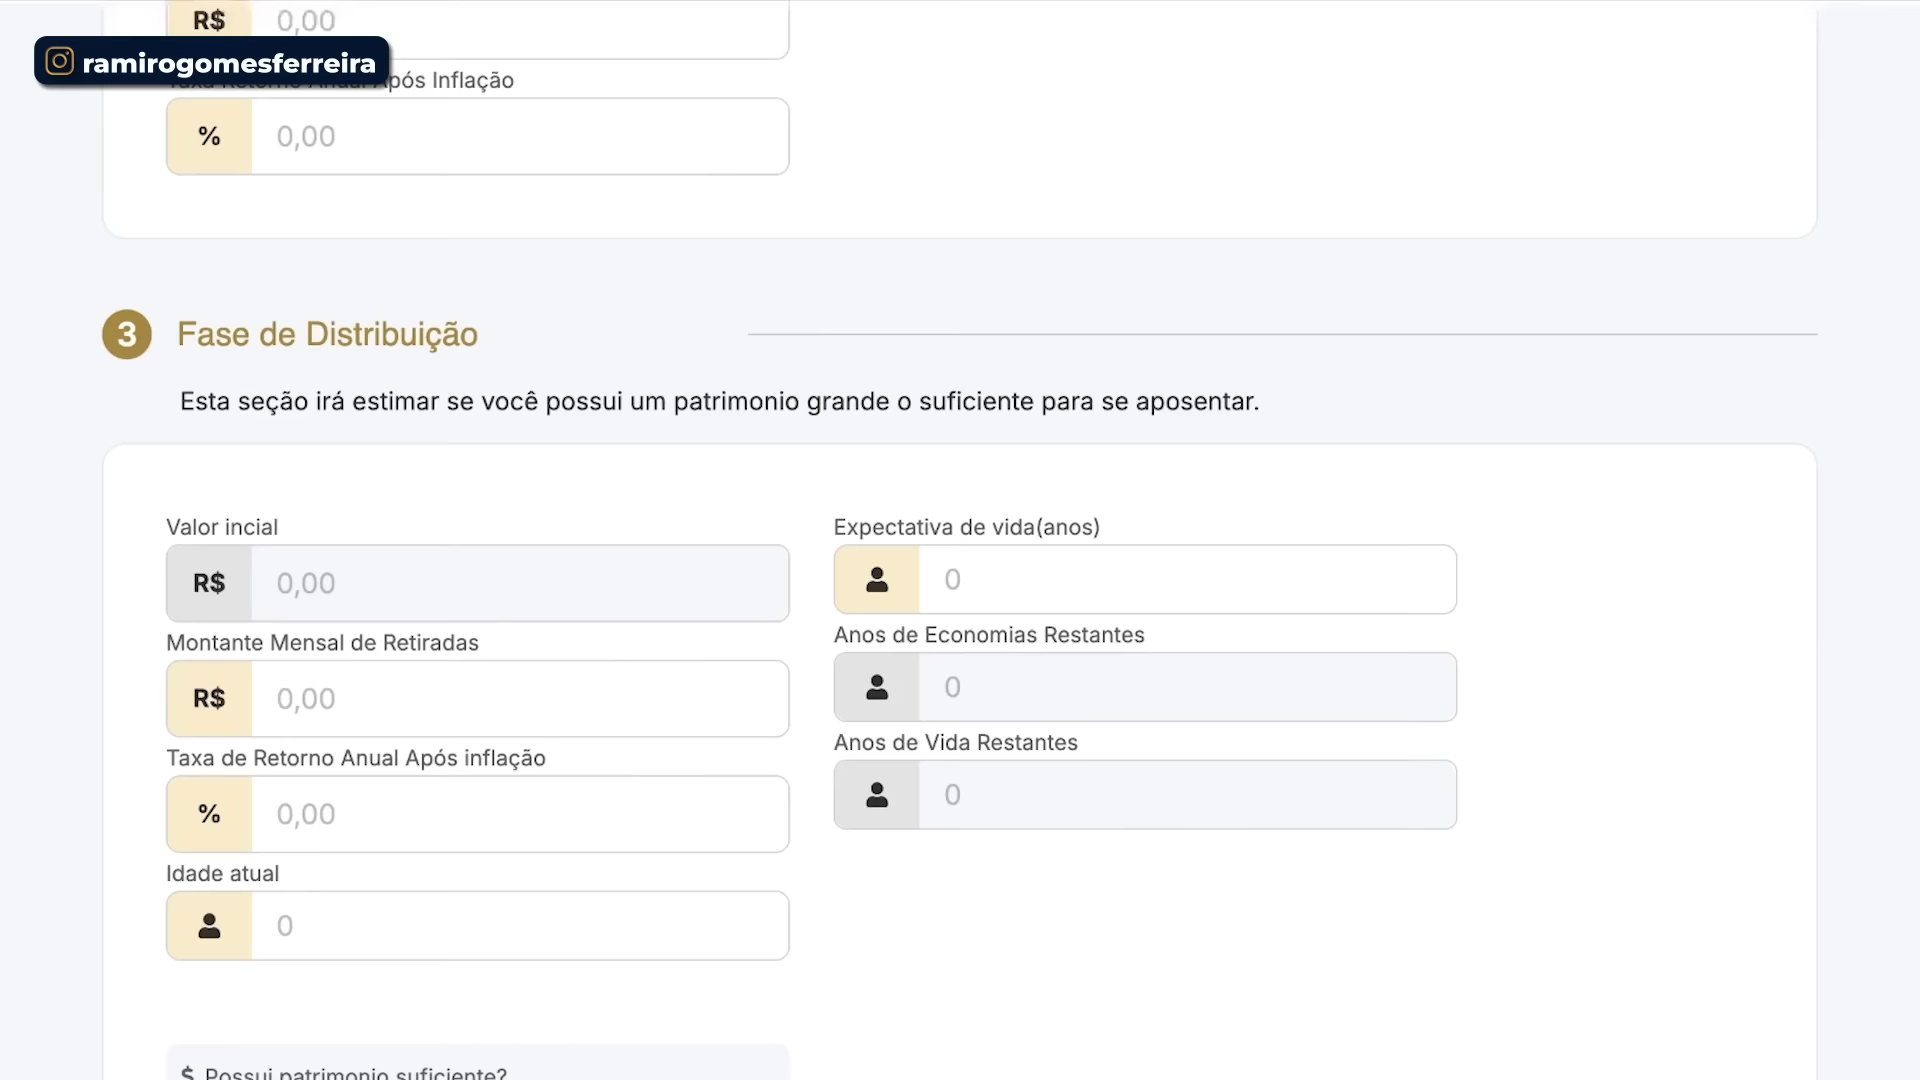 R$ 0,00
ramirogomesferreira
Após Inflação
% 0,00
3 Fase de Distribuição
Esta seção irá estimar se você possui um patrimonio grande o suficiente para se aposentar.
Valor incial
R$ 0,00
Montante Mensal de Retiradas
R$ 0,00
Taxa de Retorno Anual Após inflação
% 0,00
Idade atual
0
Expectativa de vida(anos)
0
Anos de Economias Restantes
0
Anos de Vida Restantes
0
$ Possui patrimonio suficiente?